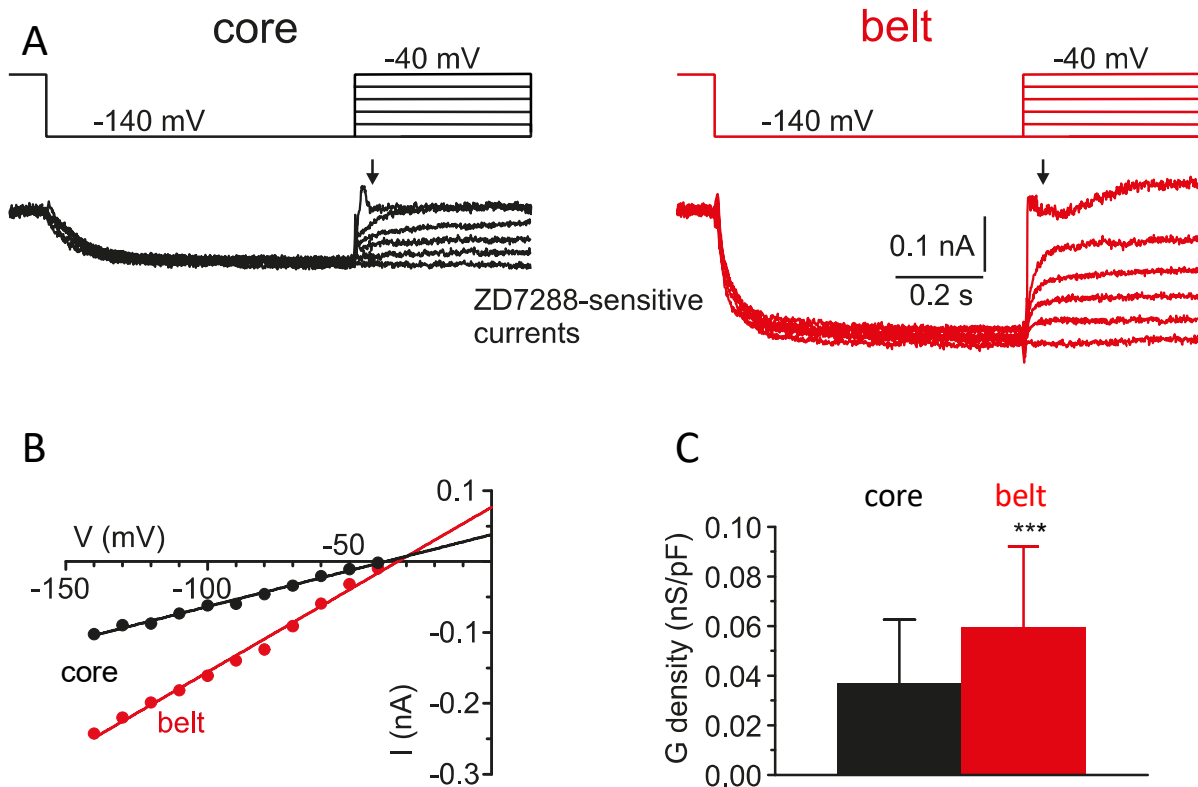 A
core
belt
-40 mV
-40 mV
-140 mV
-140 mV
0.1 nA
0.2 s
ZD7288-sensitive
currents
B
V (mV)
0.1
-50
-150
-100
-0.1
core
-0.2
belt
I (nA)
-0.3
C
core
belt
***
0.10
0.08
0.06
0.04
0.02
0.00
G density (nS/pF)